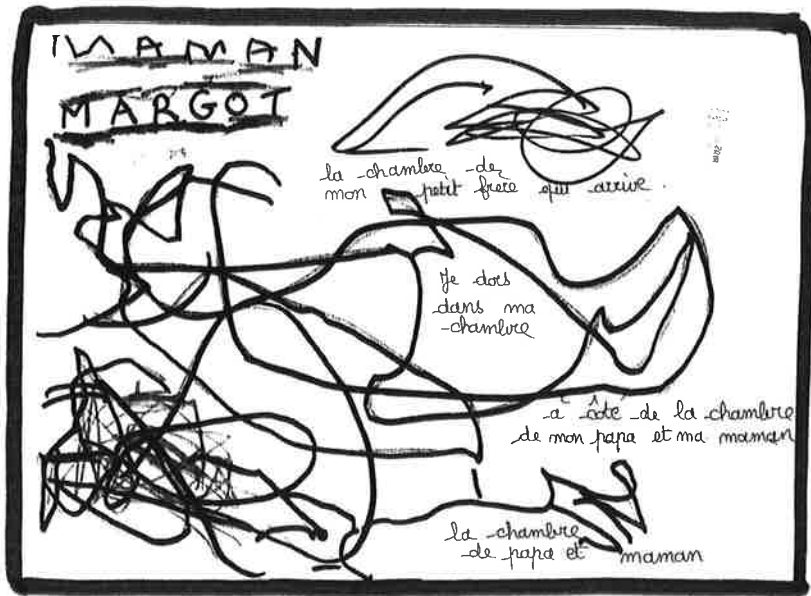 MAMAN
MARGOT
la chambre de
mon petit frère qui arrive.
Je dors
dans ma
chambre
à côté de la chambre
de mon papa et ma maman
la chambre
de papa et maman